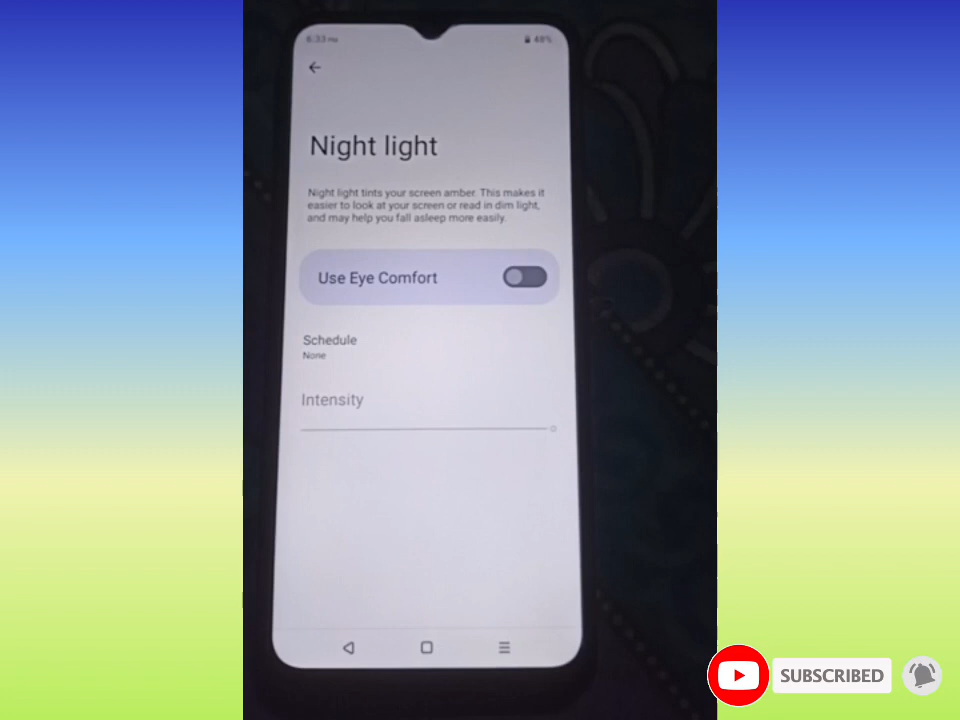 6:33 PM
48%
Night light
Night light tints your screen amber. This makes it
easier to look at your screen or read in dim light,
and may help you fall asleep more easily.
Use Eye Comfort
Schedule
None
Intensity
SUBSCRIBED